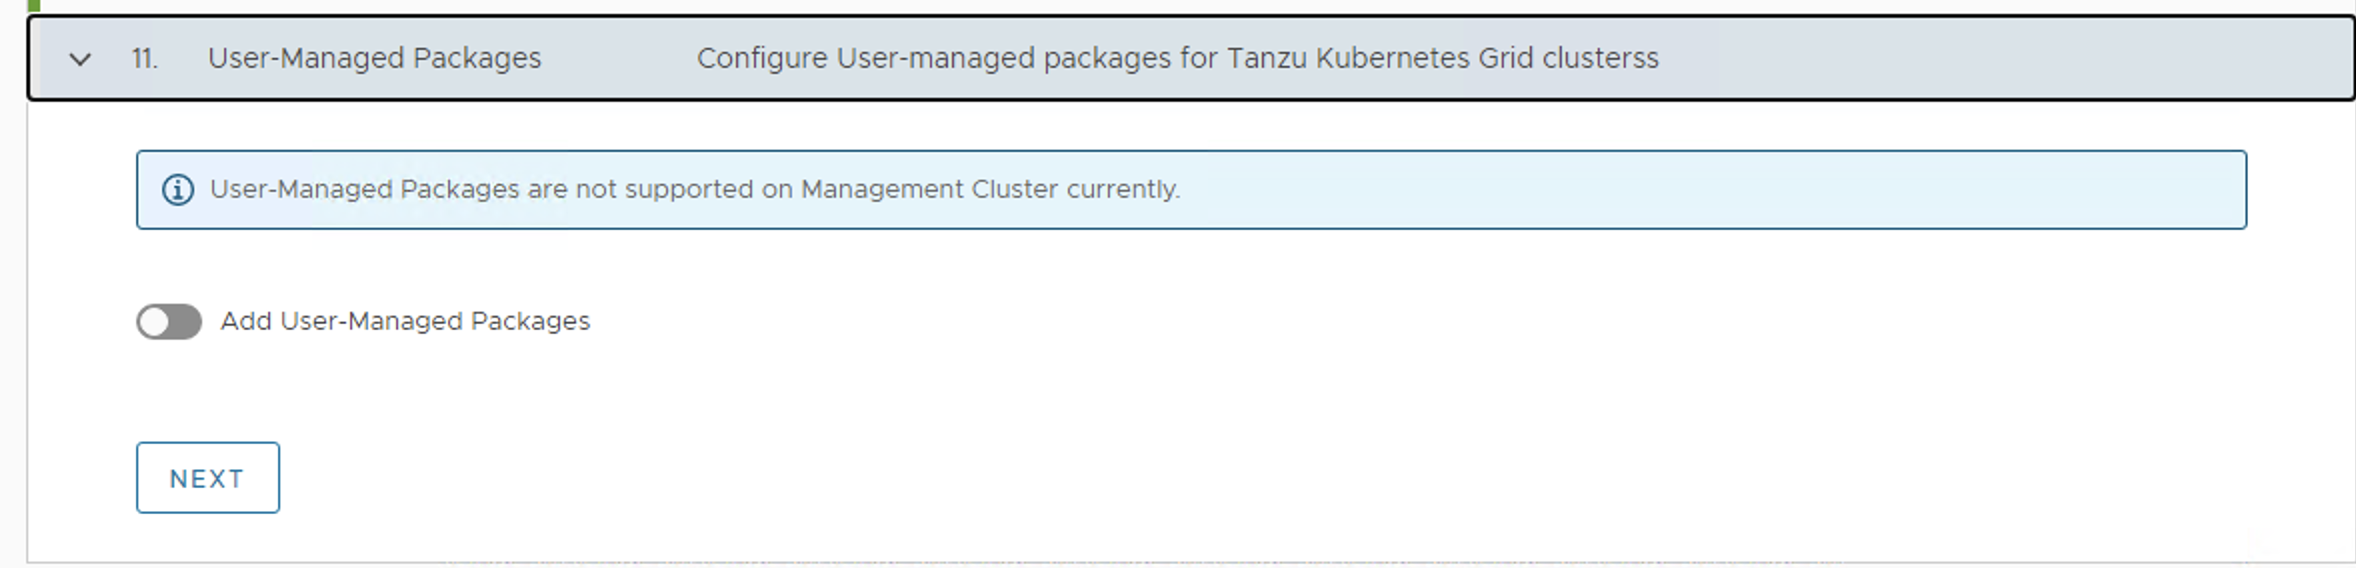 11. User-Managed Packages Configure User-managed packages for Tanzu Kubernetes Grid clusterss
User-Managed Packages are not supported on Management Cluster currently.
Add User-Managed Packages
NEXT